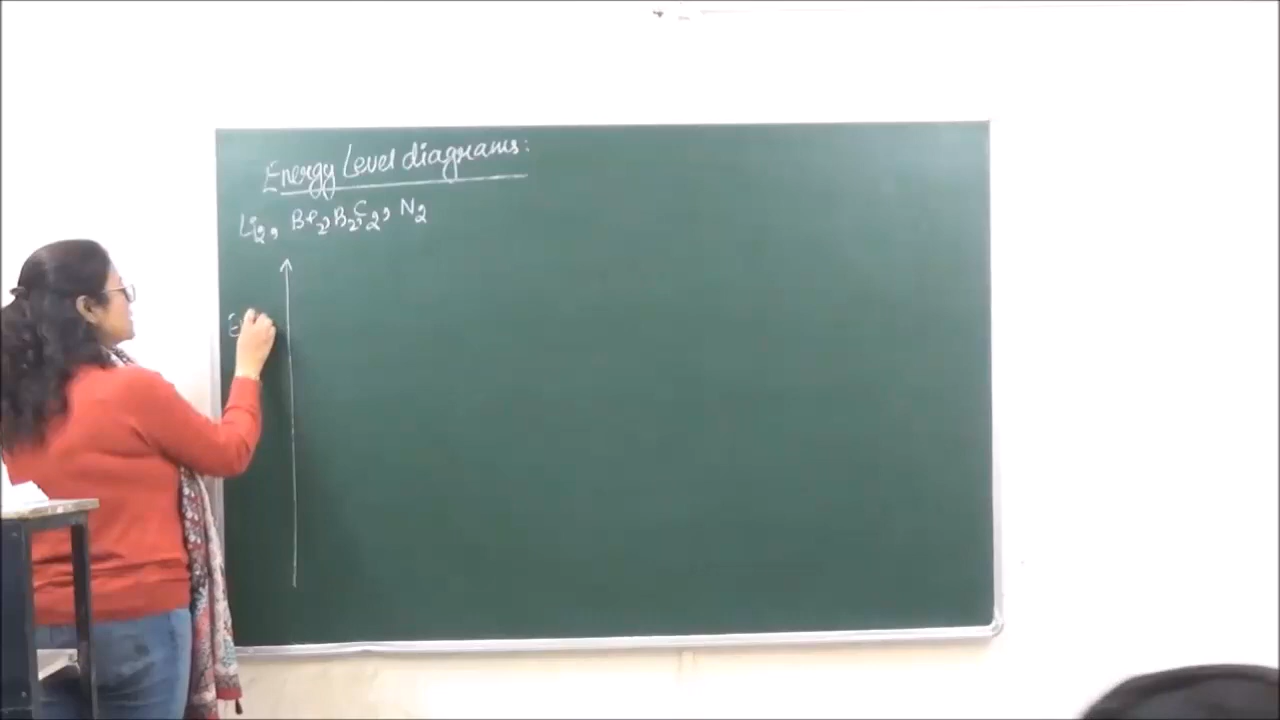 Energy Level diagrams:
Li₂, Be₂, B₂, C₂, N₂